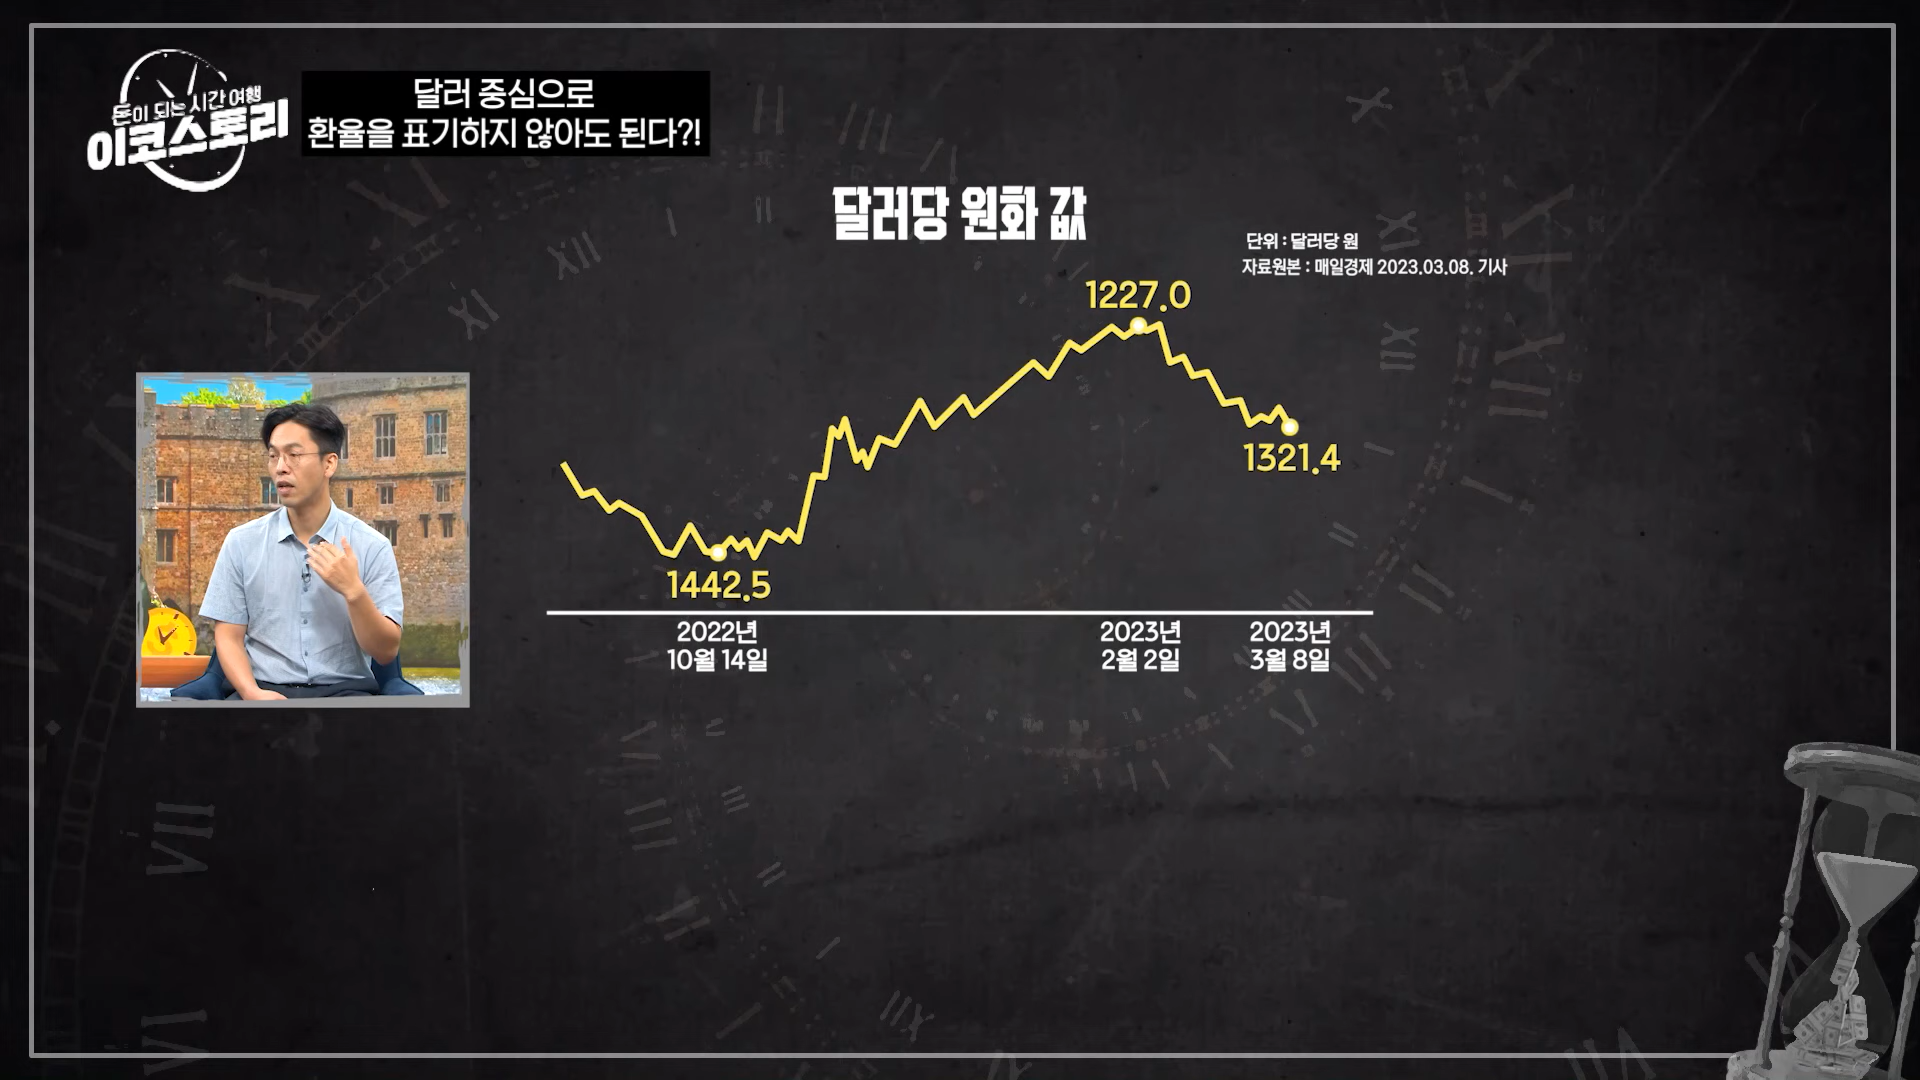 돈이 되는 시간 여행
이코스토리
달러 중심으로
환율을 표기하지 않아도 된다?!
달러당 원화 값
단위 : 달러당 원
자료원본 : 매일경제 2023.03.08. 기사
1227.0
1321.4
1442.5
2022년
10월 14일
2023년
2월 2일
2023년
3월 8일